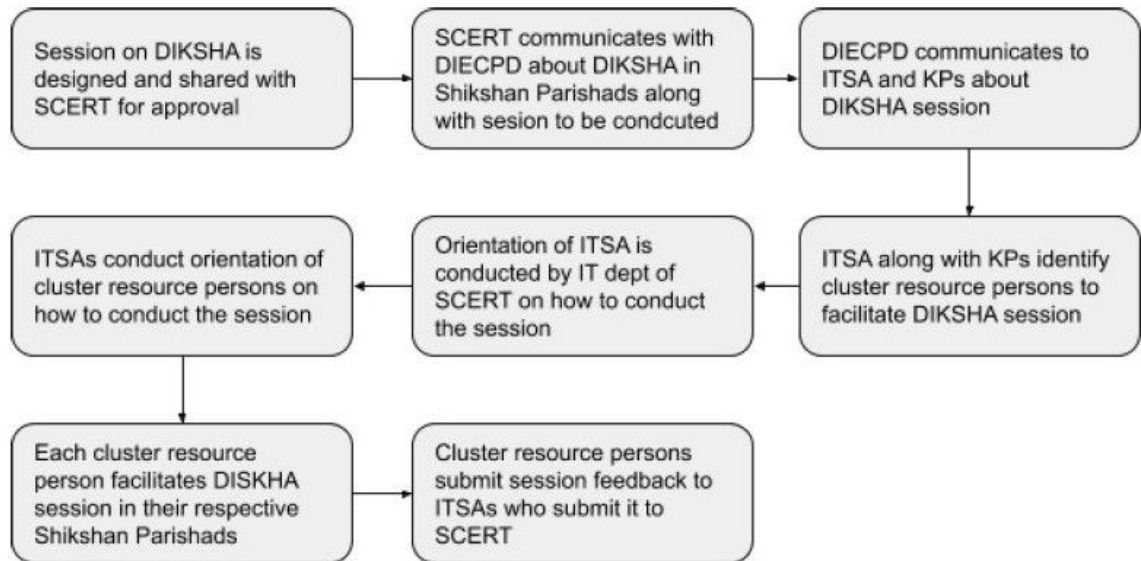 Session on DIKSHA is
designed and shared with
SCERT for approval
SCERT communicates with
DIECPD about DIKSHA in
Shikshan Parishads along
with sesion to be condcuted
DIECPD communicates to
ITSA and KPs about
DIKSHA session
ITSA along with KPs identify
cluster resource persons to
facilitate DIKSHA session
Orientation of ITSA is
conducted by IT dept of
SCERT on how to conduct
the session
ITSAs conduct orientation of
cluster resource persons on
how to conduct the session
Each cluster resource
person facilitates DISKHA
session in their respective
Shikshan Parishads
Cluster resource persons
submit session feedback to
ITSAs who submit it to
SCERT